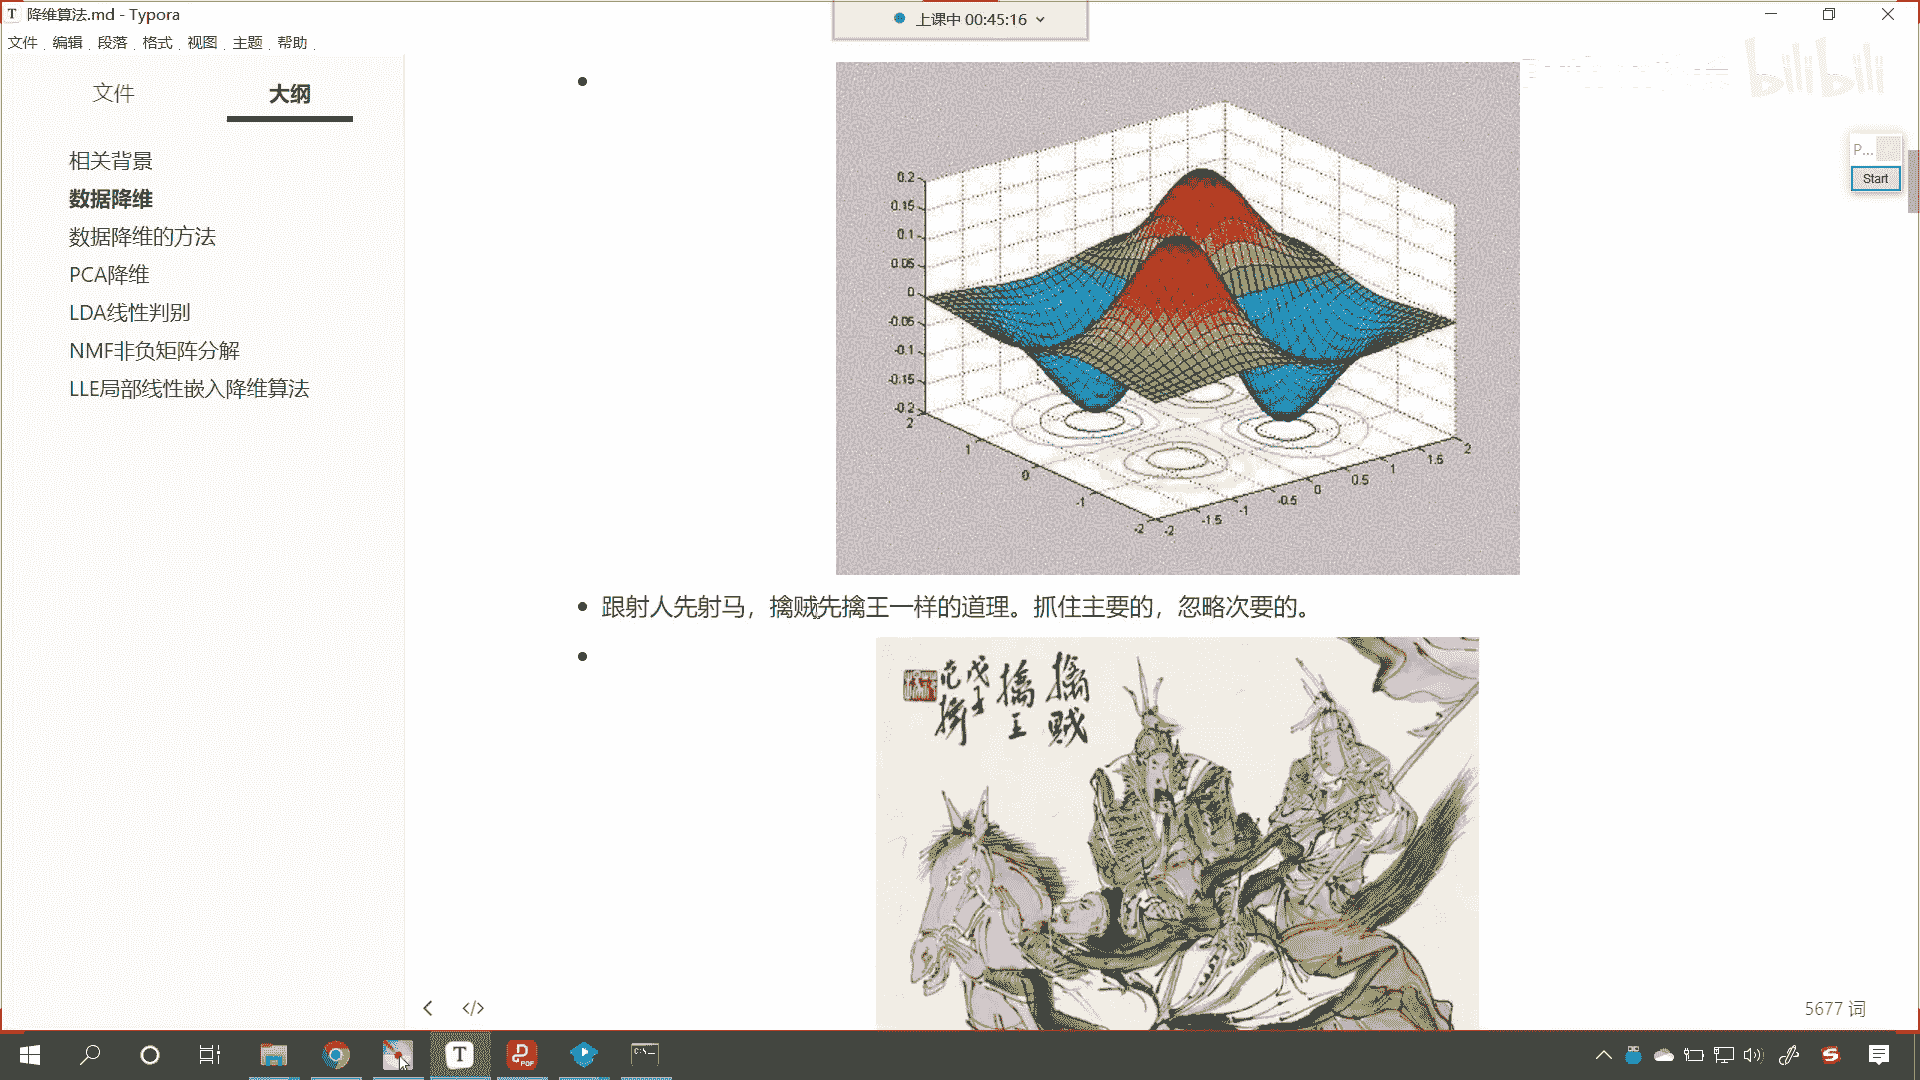 降维算法.md - Typora
上课中 00:45:16
文件 编辑 段落 格式 视图 主题 帮助
文件 大纲
相关背景
数据降维
数据降维的方法
PCA降维
LDA线性判别
NMF非负矩阵分解
LLE局部线性嵌入降维算法
bilibili
P...
Start
0.2
0.15
0.1
0.05
0
-0.05
-0.1
-0.15
-0.2
2
1
0
-1
-2
-2
-1.5
-1
-0.5
0
0.5
1
1.5
2
跟射人先射马，擒贼先擒王一样的道理。抓住主要的，忽略次要的。
擒贼
擒王
戊子
5677 词